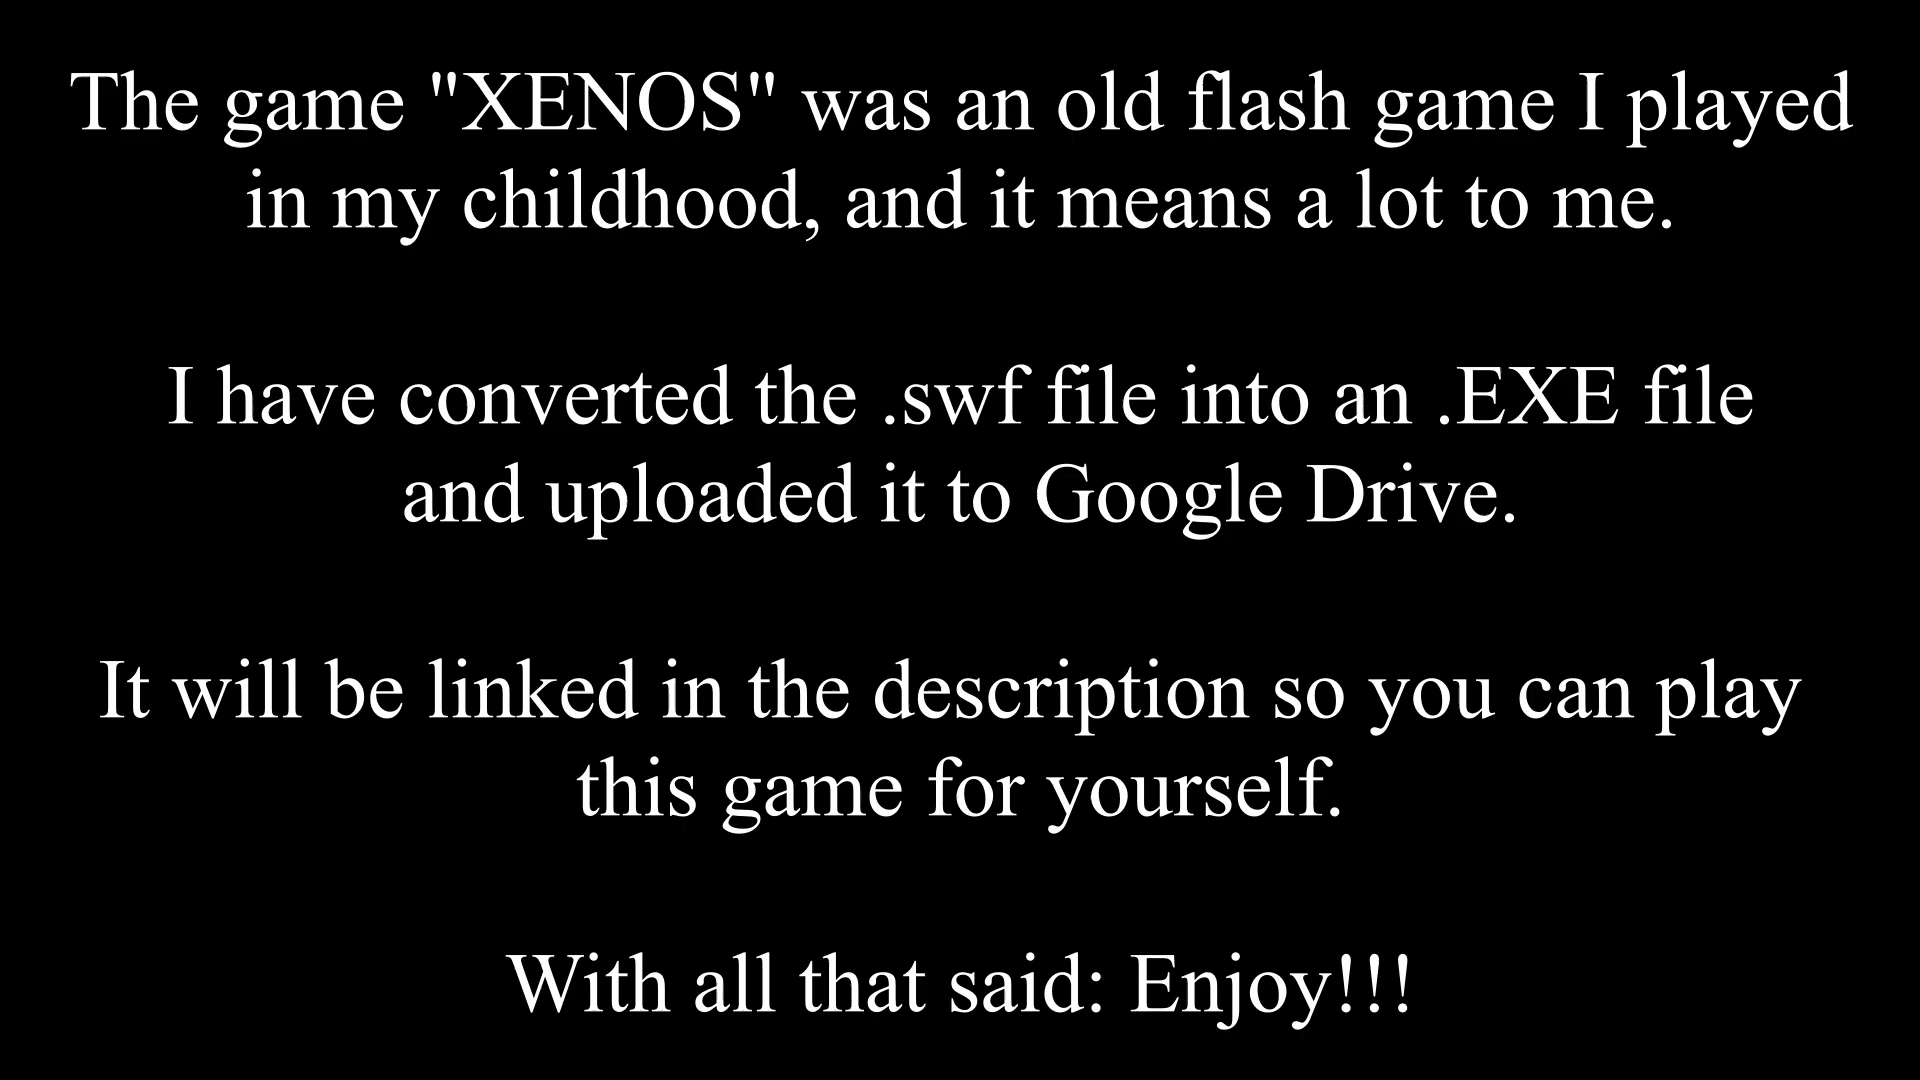 The game "XENOS" was an old flash game I played
in my childhood, and it means a lot to me.
I have converted the .swf file into an .EXE file
and uploaded it to Google Drive.
It will be linked in the description so you can play
this game for yourself.
With all that said: Enjoy!!!